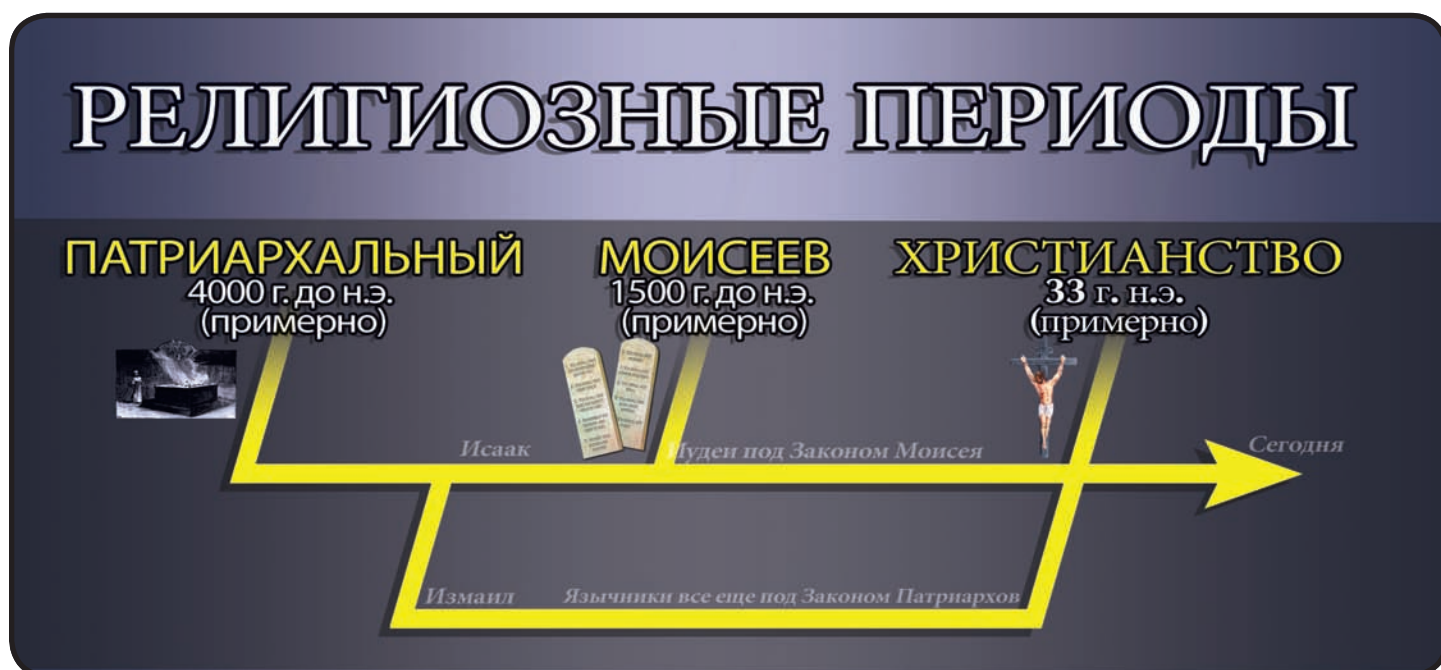 РЕЛИГИОЗНЫЕ ПЕРИОДЫ
ПАТРИАРХАЛЬНЫЙ
4000 г. до н.э.
(примерно)
МОИСЕЕВ
1500 г. до н.э.
(примерно)
ХРИСТИАНСТВО
33 г. н.э.
(примерно)
Исаак
Иудеи под Законом Моисея
Сегодня
Измаил
Язычники все еще под Законом Патриархов